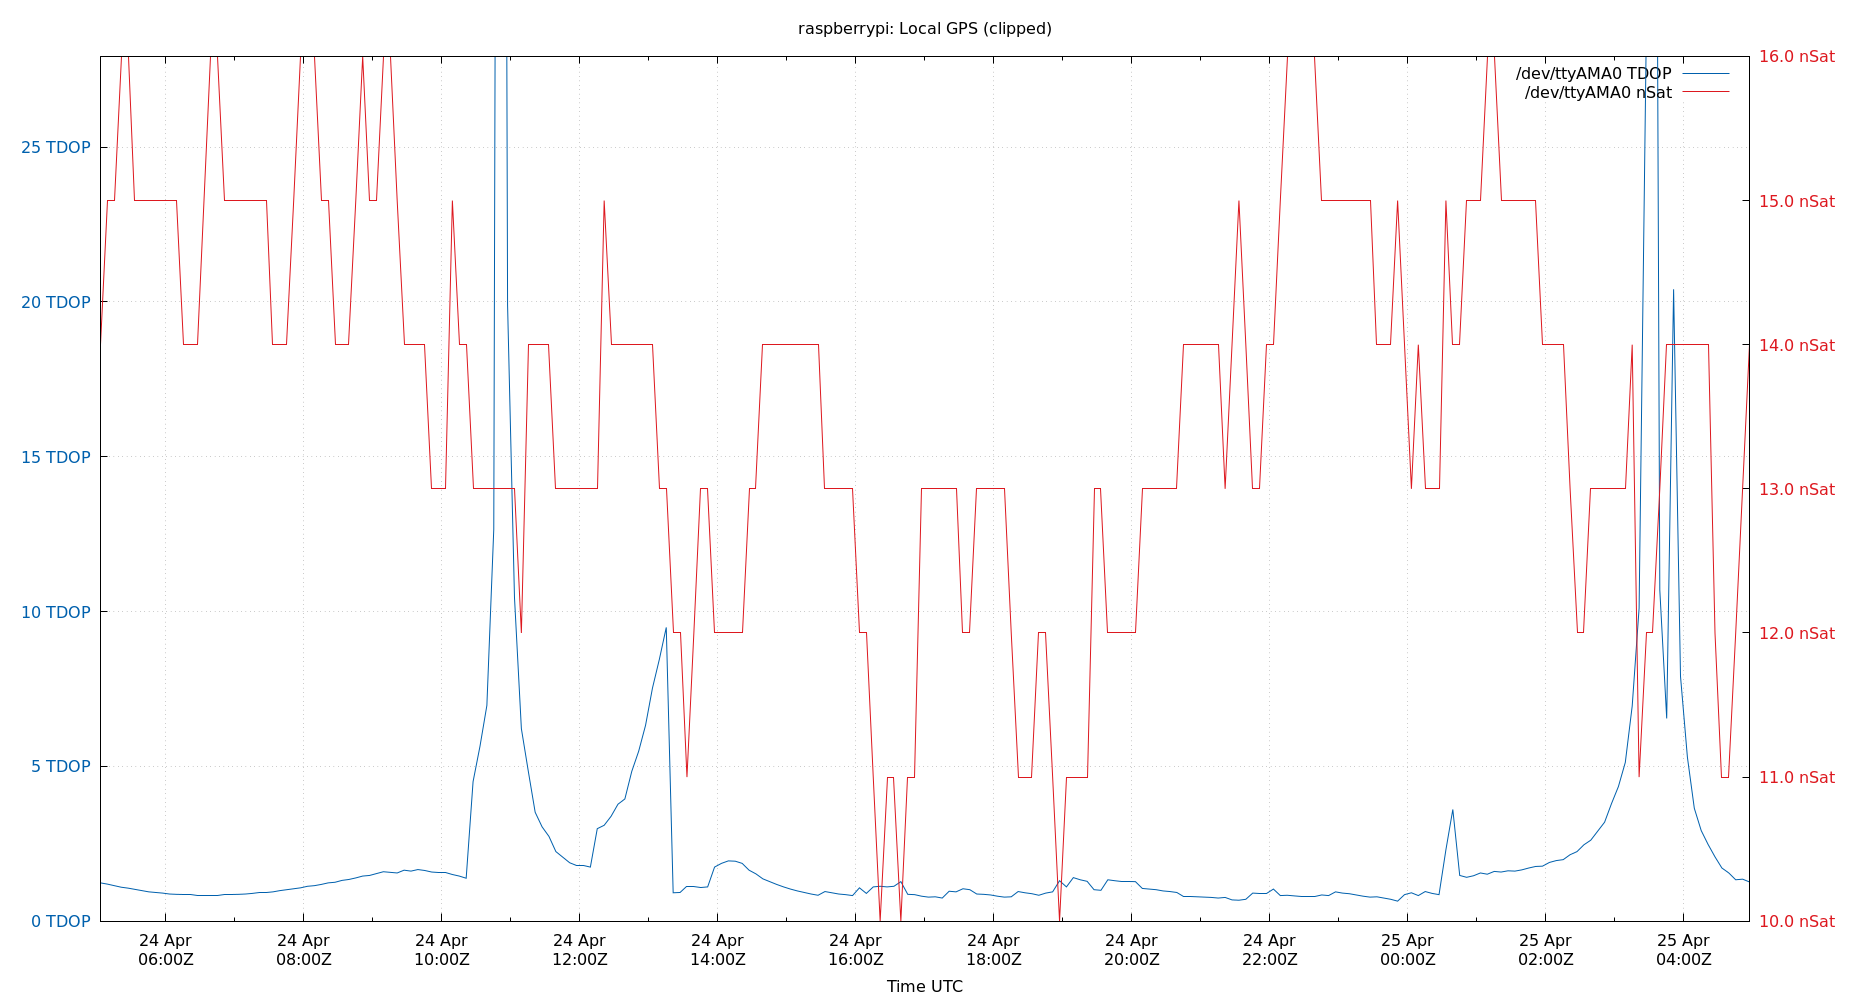 raspberrypi: Local GPS (clipped)
/dev/ttyAMA0 TDOP
/dev/ttyAMA0 nSat
25 TDOP
20 TDOP
15 TDOP
10 TDOP
5 TDOP
0 TDOP
16.0 nSat
15.0 nSat
14.0 nSat
13.0 nSat
12.0 nSat
11.0 nSat
10.0 nSat
24 Apr 24 Apr 24 Apr 24 Apr 24 Apr 24 Apr 24 Apr 24 Apr 24 Apr 25 Apr 25 Apr 25 Apr
06:00Z 08:00Z 10:00Z 12:00Z 14:00Z 16:00Z 18:00Z 20:00Z 22:00Z 00:00Z 02:00Z 04:00Z
Time UTC